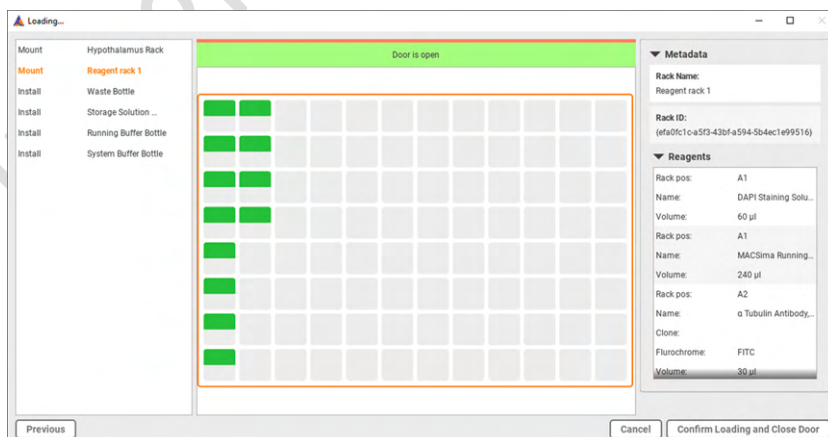 Loading...
Mount Hypothalamus Rack
Mount Reagent rack 1
Install Waste Bottle
Install Storage Solution ...
Install Running Buffer Bottle
Install System Buffer Bottle
Door is open
Metadata
Rack Name:
Reagent rack 1
Rack ID:
{efa0fc1c-a5f3-43bf-a594-5b4ec1e99516}
Reagents
Rack pos: A1
Name: DAPI Staining Solu...
Volume: 60 µl
Rack pos: A1
Name: MACSima Running...
Volume: 240 µl
Rack pos: A2
Name: α Tubulin Antibody,...
Clone:
Flurochrome: FITC
Volume: 30 µl
Previous
Cancel
Confirm Loading and Close Door